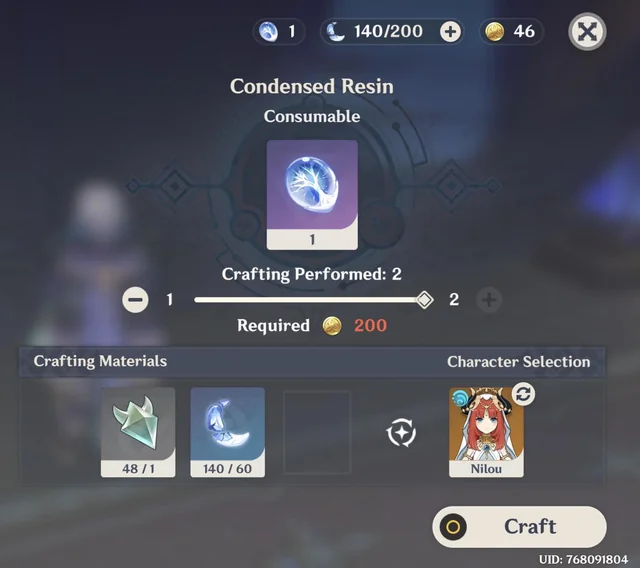 1
140/200
46
Condensed Resin
Consumable
1
Crafting Performed: 2
1
2
Required 200
Crafting Materials
Character Selection
48 / 1
140 / 60
Nilou
Craft
UID: 768091804